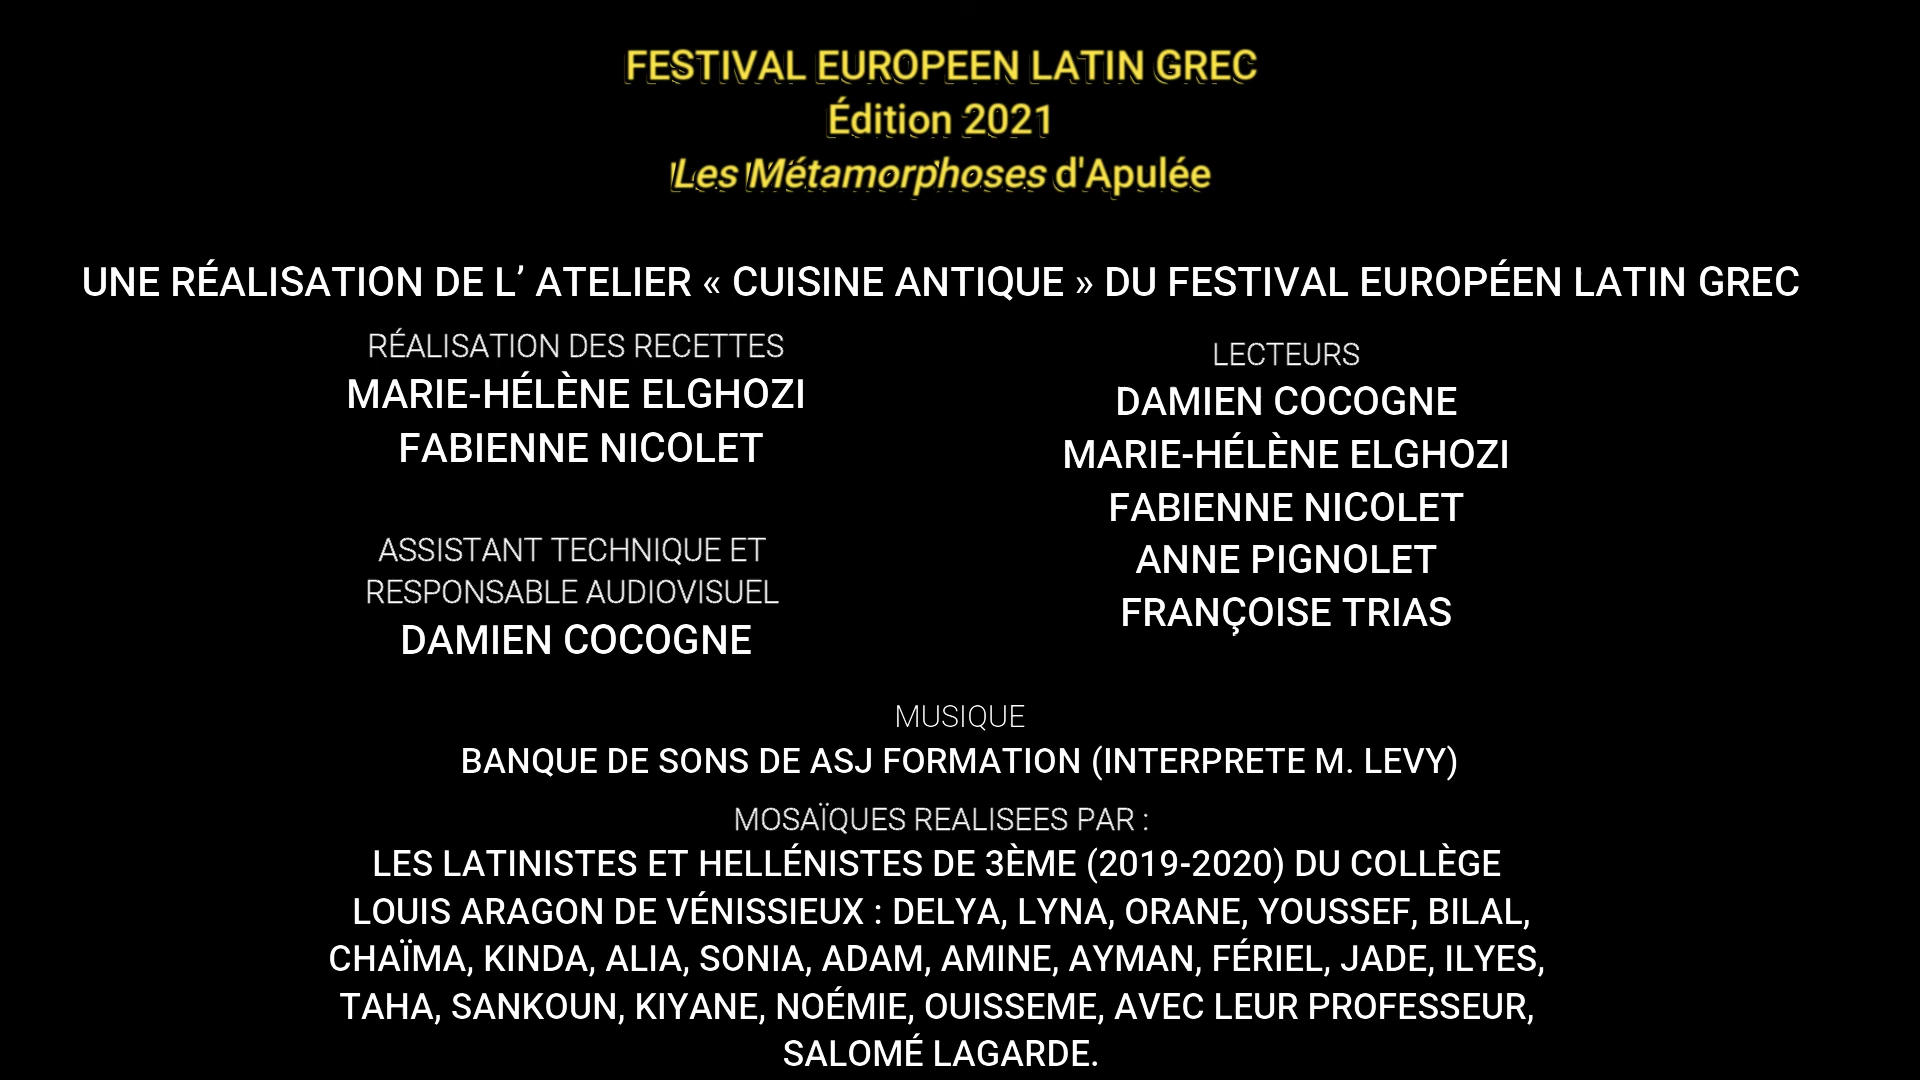 FESTIVAL EUROPEEN LATIN GREC
Édition 2021
Les Métamorphoses d'Apulée
UNE RÉALISATION DE L’ ATELIER « CUISINE ANTIQUE » DU FESTIVAL EUROPÉEN LATIN GREC
RÉALISATION DES RECETTES
MARIE-HÉLÈNE ELGHOZI
FABIENNE NICOLET
ASSISTANT TECHNIQUE ET
RESPONSABLE AUDIOVISUEL
DAMIEN COCOGNE
LECTEURS
DAMIEN COCOGNE
MARIE-HÉLÈNE ELGHOZI
FABIENNE NICOLET
ANNE PIGNOLET
FRANÇOISE TRIAS
MUSIQUE
BANQUE DE SONS DE ASJ FORMATION (INTERPRETE M. LEVY)
MOSAÏQUES REALISEES PAR :
LES LATINISTES ET HELLÉNISTES DE 3ÈME (2019-2020) DU COLLÈGE
LOUIS ARAGON DE VÉNISSIEUX : DELYA, LYNA, ORANE, YOUSSEF, BILAL,
CHAÏMA, KINDA, ALIA, SONIA, ADAM, AMINE, AYMAN, FÉRIEL, JADE, ILYES,
TAHA, SANKOUN, KIYANE, NOÉMIE, OUISSEME, AVEC LEUR PROFESSEUR,
SALOMÉ LAGARDE.